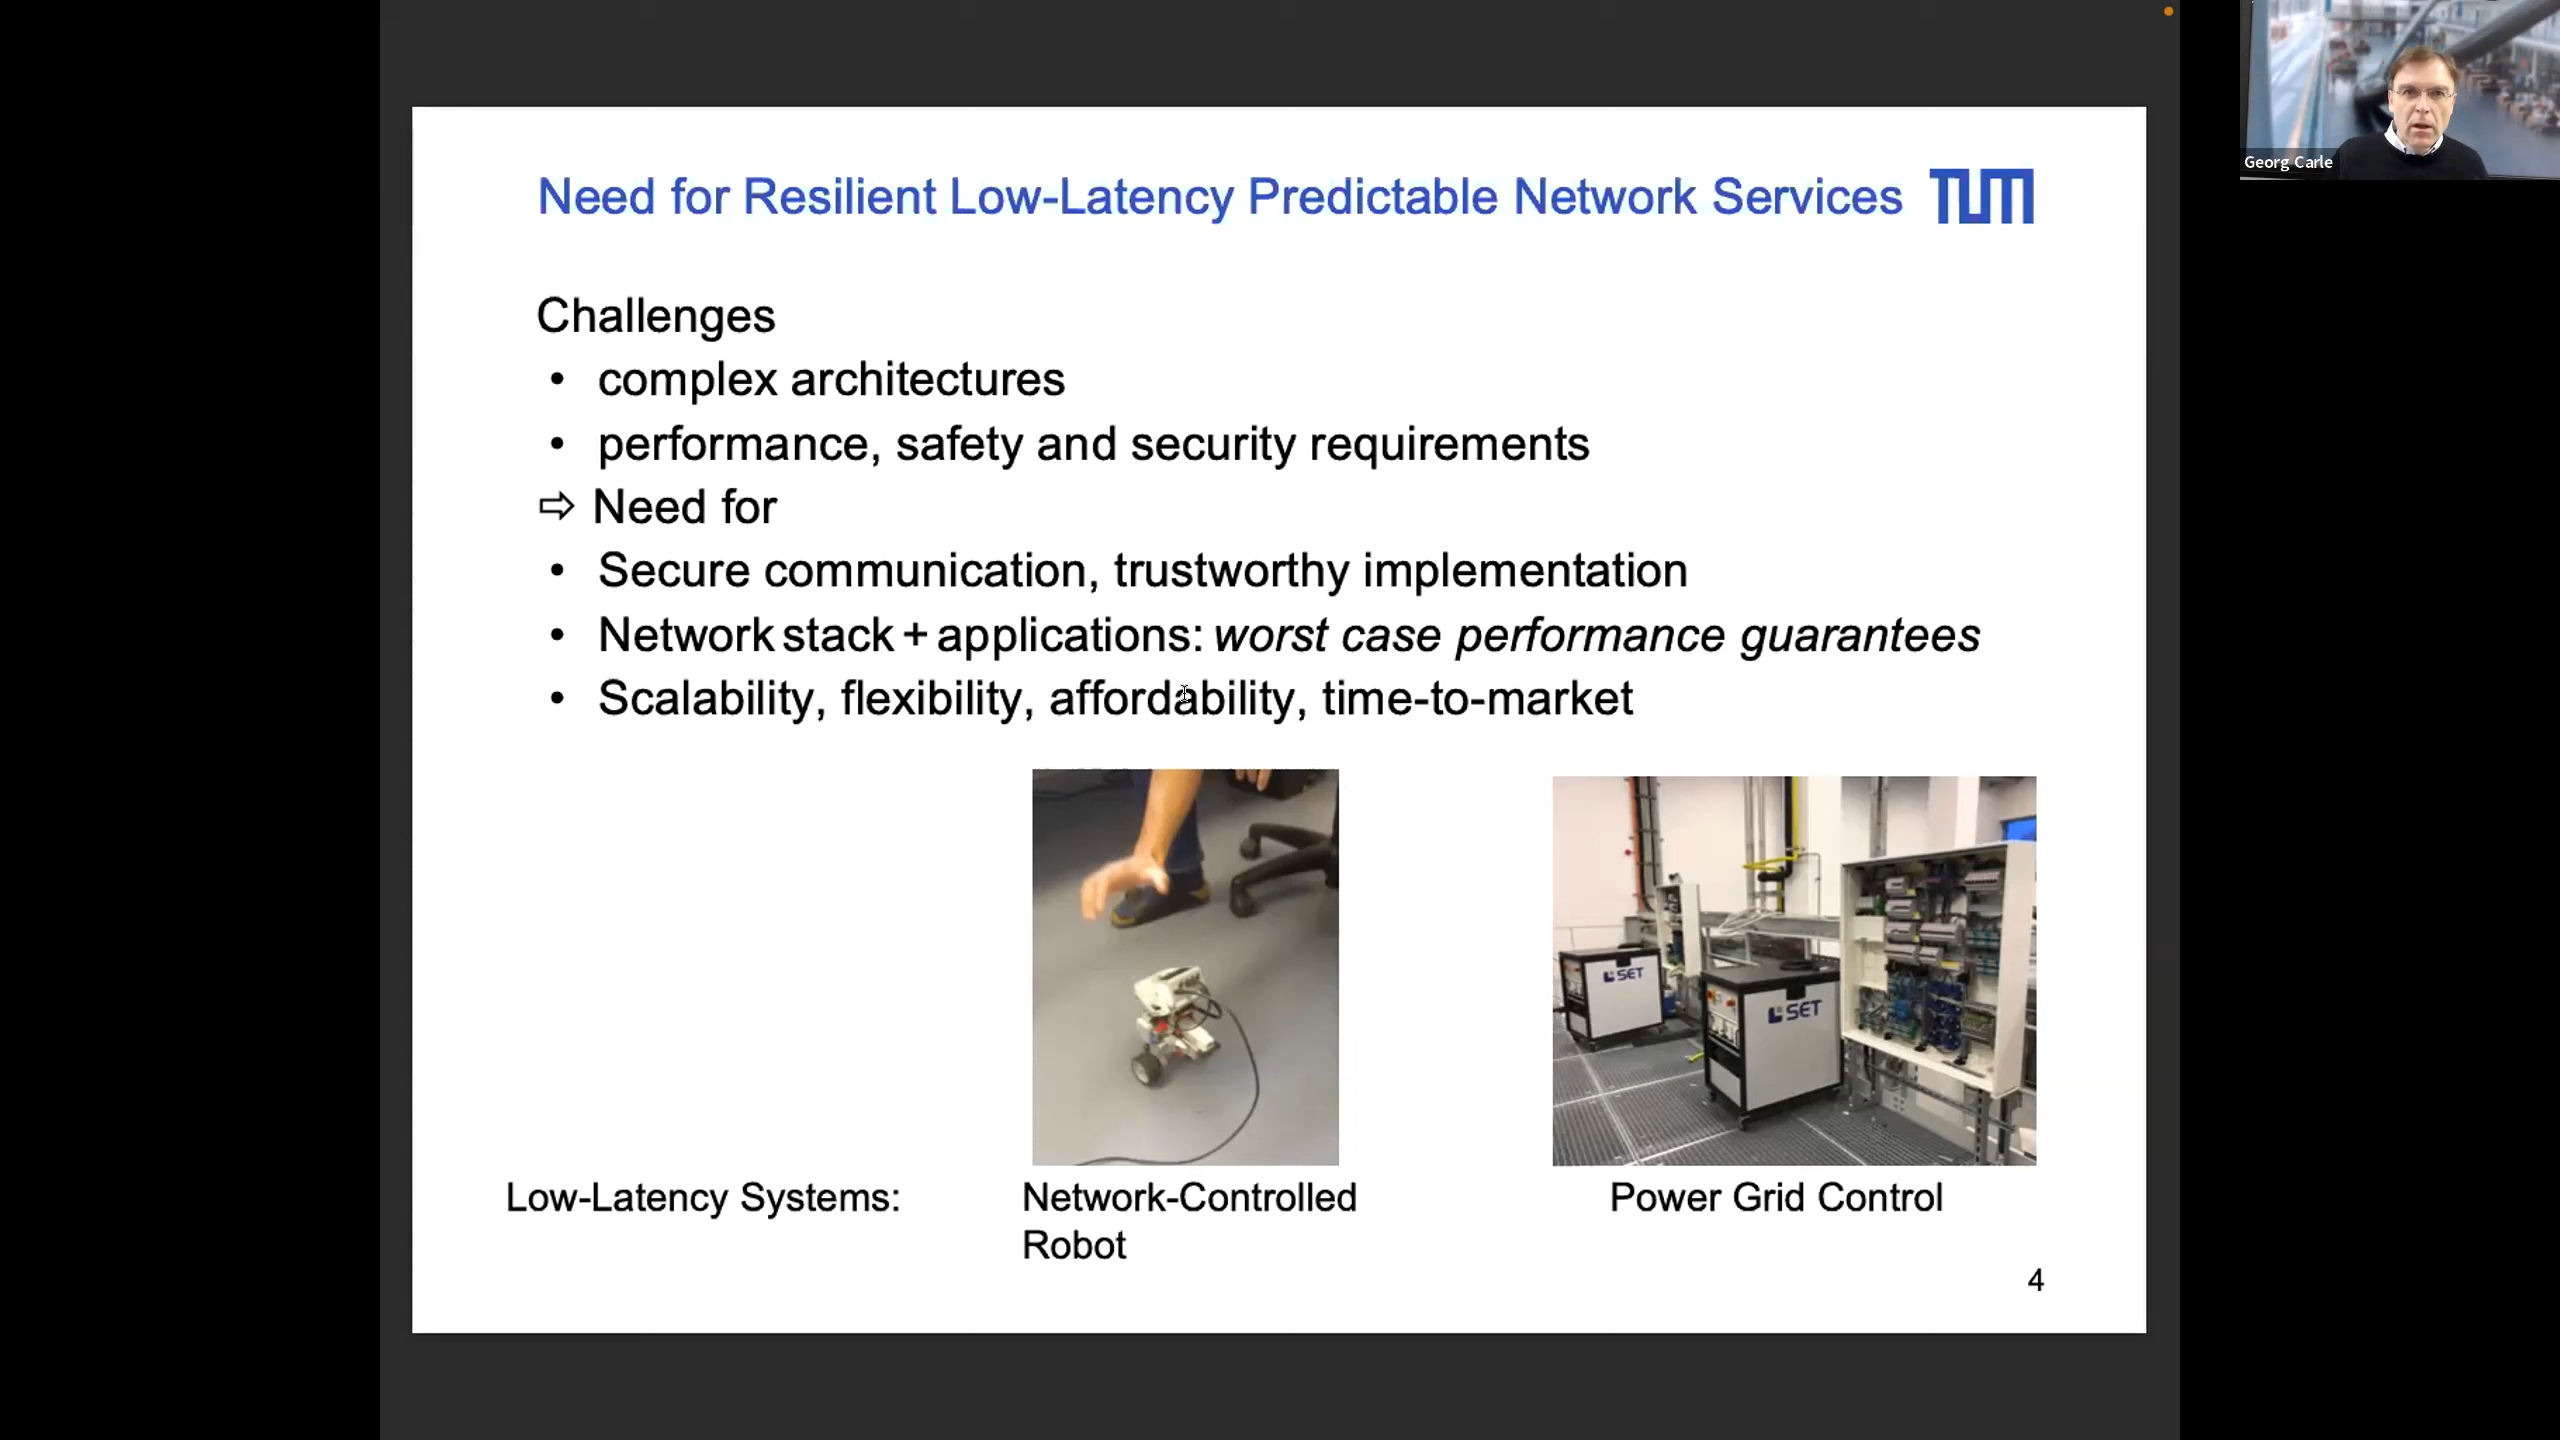 Georg Carle
Need for Resilient Low-Latency Predictable Network Services TUM
Challenges
• complex architectures
• performance, safety and security requirements
⇨ Need for
• Secure communication, trustworthy implementation
• Network stack + applications: worst case performance guarantees
• Scalability, flexibility, affordability, time-to-market
SET
SET
Low-Latency Systems:
Network-Controlled
Robot
Power Grid Control
4